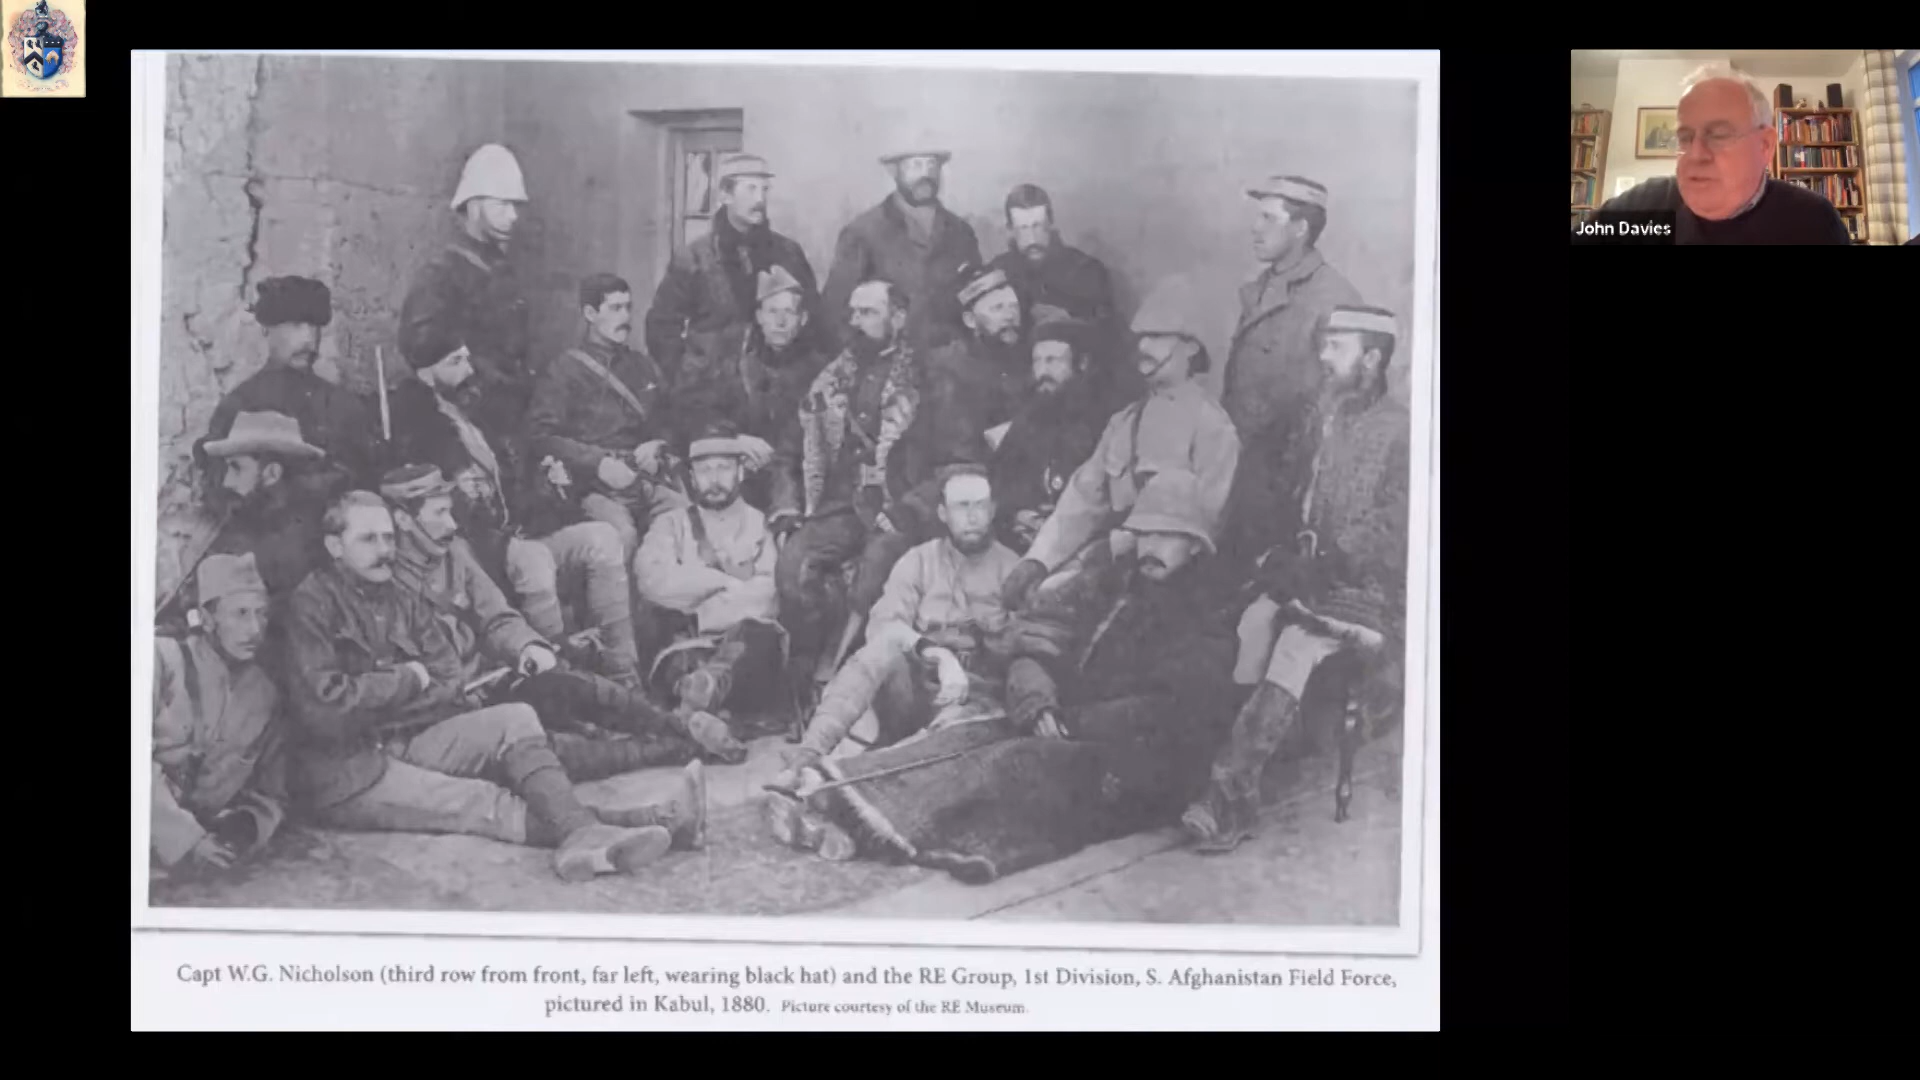 John Davies
Capt W.G. Nicholson (third row from front, far left, wearing black hat) and the RE Group, 1st Division, S. Afghanistan Field Force,
pictured in Kabul, 1880. Picture courtesy of the RE Museum.